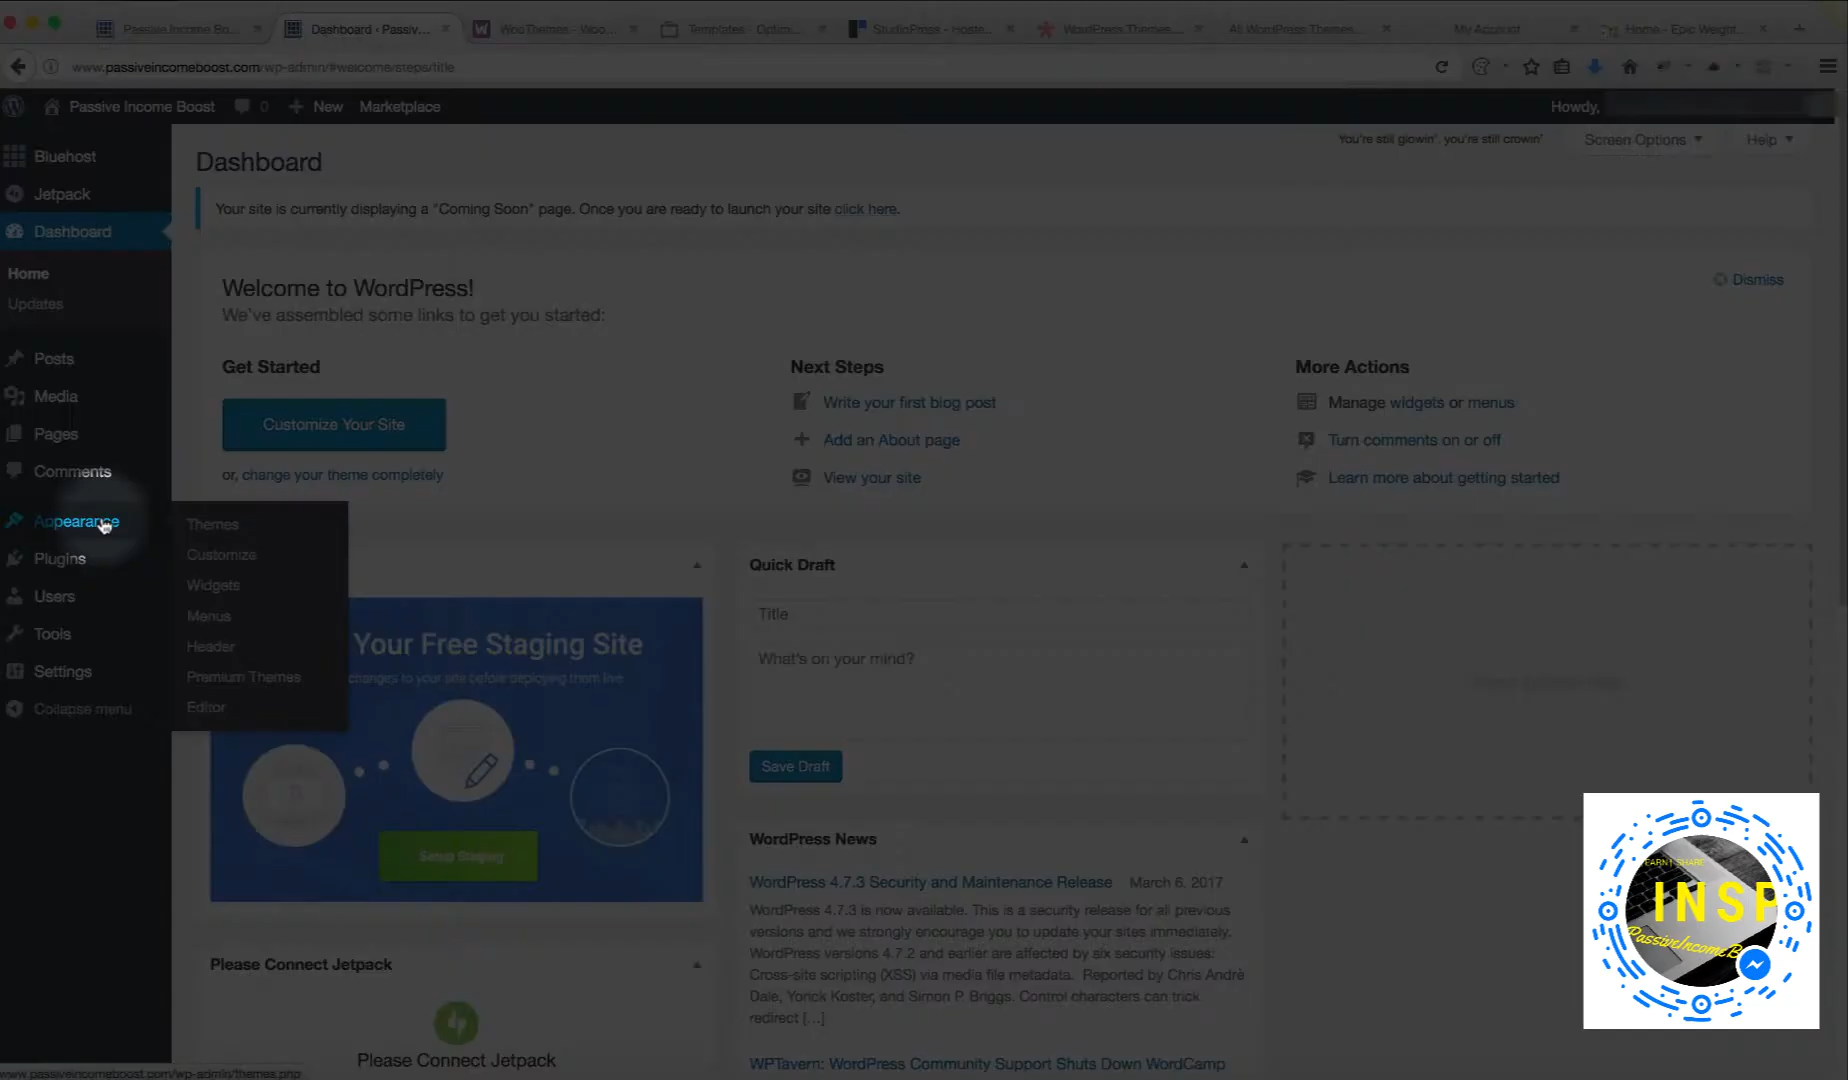 Passive Income Bo...
Dashboard ‹ Passiv...
WooThemes - Woo...
Templates - Optim...
StudioPress - Hoste...
WordPress Themes...
All WordPress Themes...
My Account
Home - Epic Weight...
www.passiveincomeboost.com/wp-admin/#welcome/steps/title
Passive Income Boost
0
New
Marketplace
Howdy,
Bluehost
Jetpack
Dashboard
Home
Updates
Posts
Media
Pages
Comments
Appearance
Plugins
Users
Tools
Settings
Collapse menu
Themes
Customize
Widgets
Menus
Header
Premium Themes
Editor
You're still glowin', you're still crowin'
Screen Options
Help
Dashboard
Your site is currently displaying a "Coming Soon" page. Once you are ready to launch your site click here.
Welcome to WordPress!
We've assembled some links to get you started:
Dismiss
Get Started
Customize Your Site
or, change your theme completely
Next Steps
Write your first blog post
Add an About page
View your site
More Actions
Manage widgets or menus
Turn comments on or off
Learn more about getting started
Your Free Staging Site
changes to your site before deploying them live
Setup Staging
Please Connect Jetpack
Please Connect Jetpack
Quick Draft
Title
What's on your mind?
Save Draft
WordPress News
WordPress 4.7.3 Security and Maintenance Release March 6, 2017
WordPress 4.7.3 is now available. This is a security release for all previous
versions and we strongly encourage you to update your sites immediately.
WordPress versions 4.7.2 and earlier are affected by six security issues:
Cross-site scripting (XSS) via media file metadata. Reported by Chris André
Dale, Yorick Koster, and Simon P. Briggs. Control characters can trick
redirect [...]
WPTavern: WordPress Community Support Shuts Down WordCamp
EARN | SHARE
INSP
PassiveIncomeB
www.passiveincomeboost.com/wp-admin/themes.php